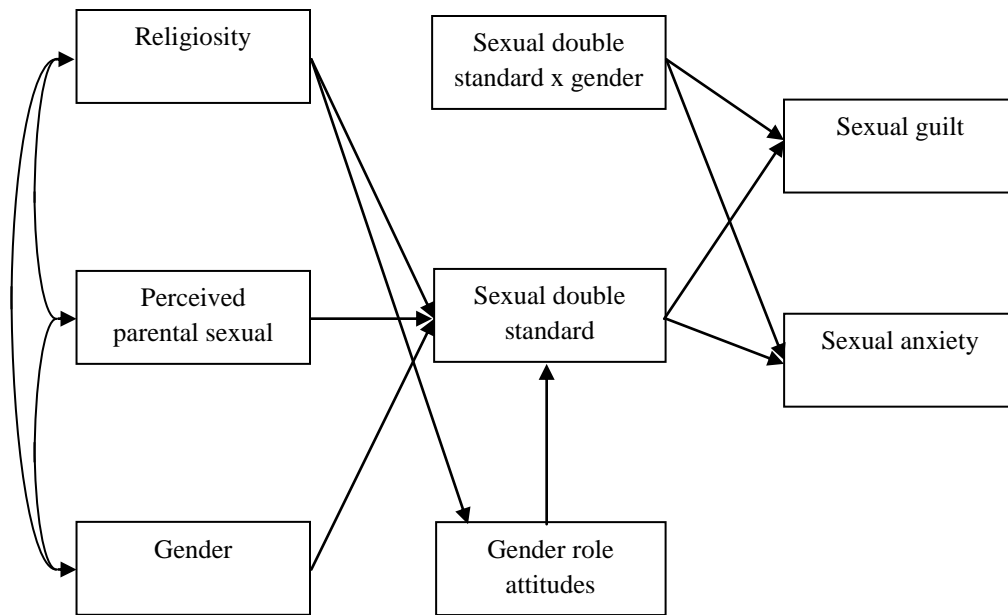 Religiosity
Sexual double
standard x gender
Sexual guilt
Perceived
parental sexual
Sexual double
standard
Sexual anxiety
Gender
Gender role
attitudes